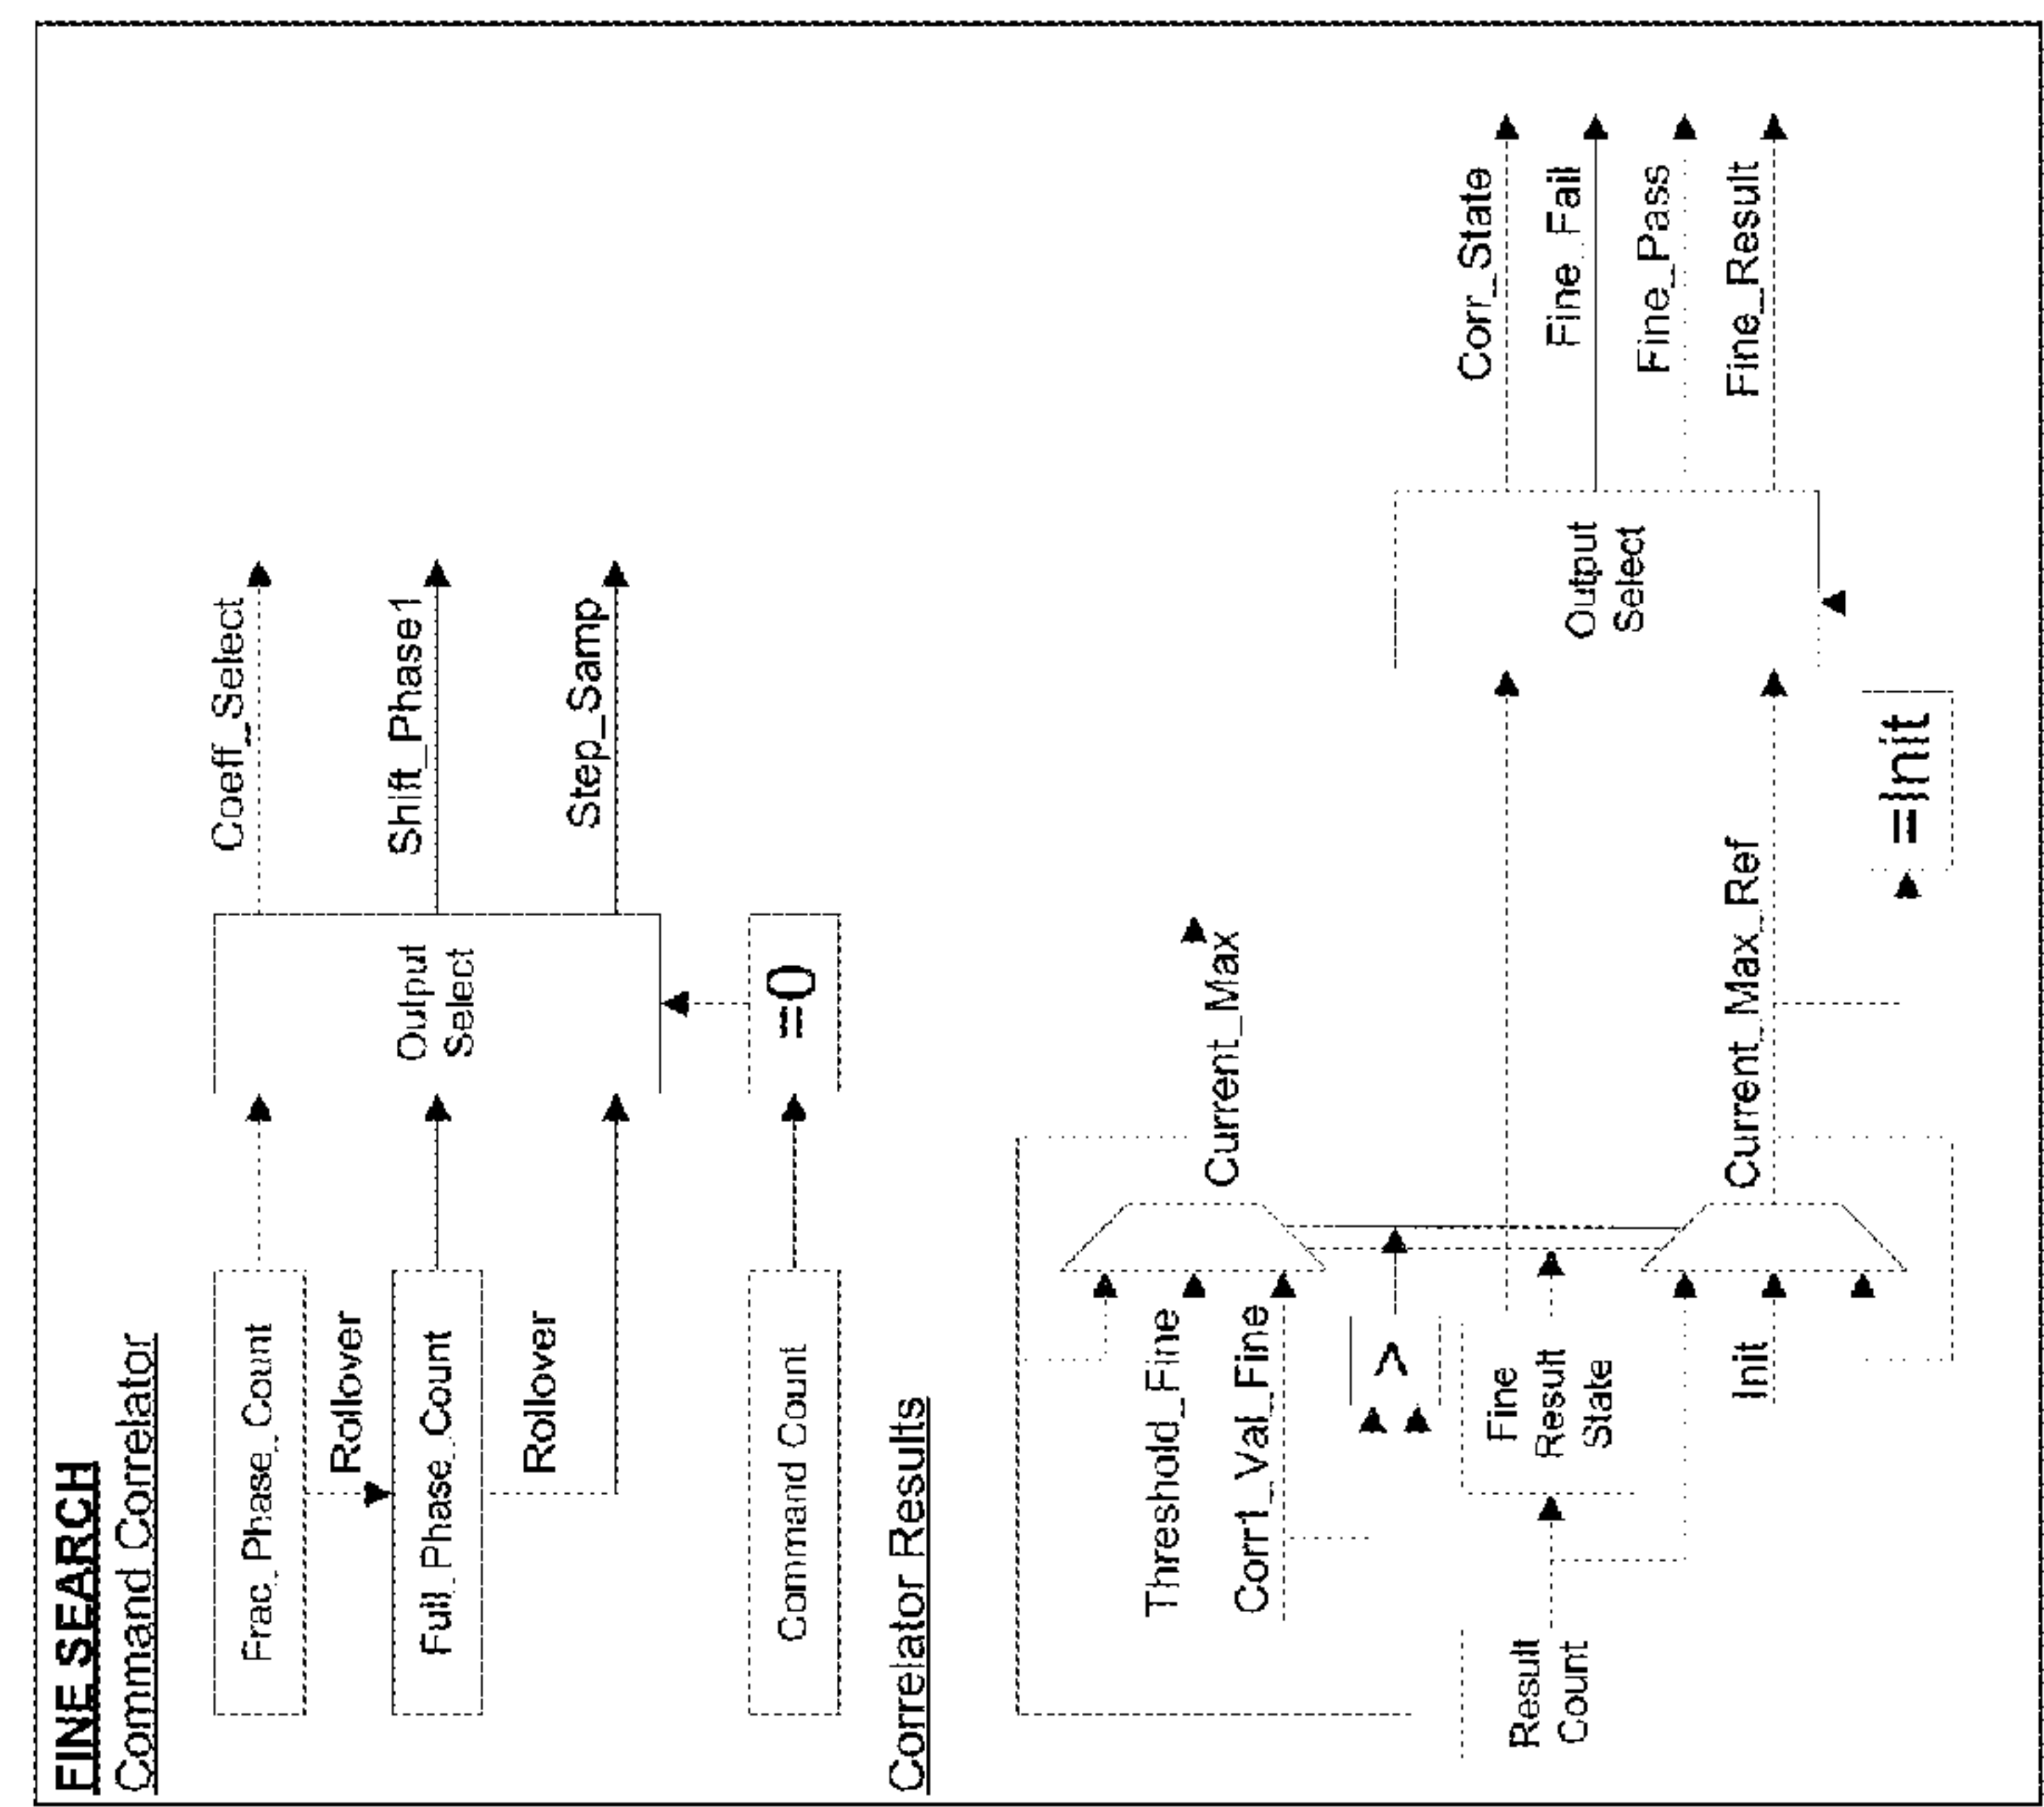 FINE SEARCH
Command Correlator
Frac_Phase_Count
Rollover
Full_Phase_Count
Rollover
Command Count
Output
Select
=0
Coeff_Select
Shift_Phase1
Step_Samp
Correlator Results
Threshold_Fine
Corr1_Val_Fine
>
Result
Count
Fine
Result
State
Init
Current_Max
Current_Max_Ref
=Init
Output
Select
Corr_State
Fine_Fail
Fine_Pass
Fine_Result